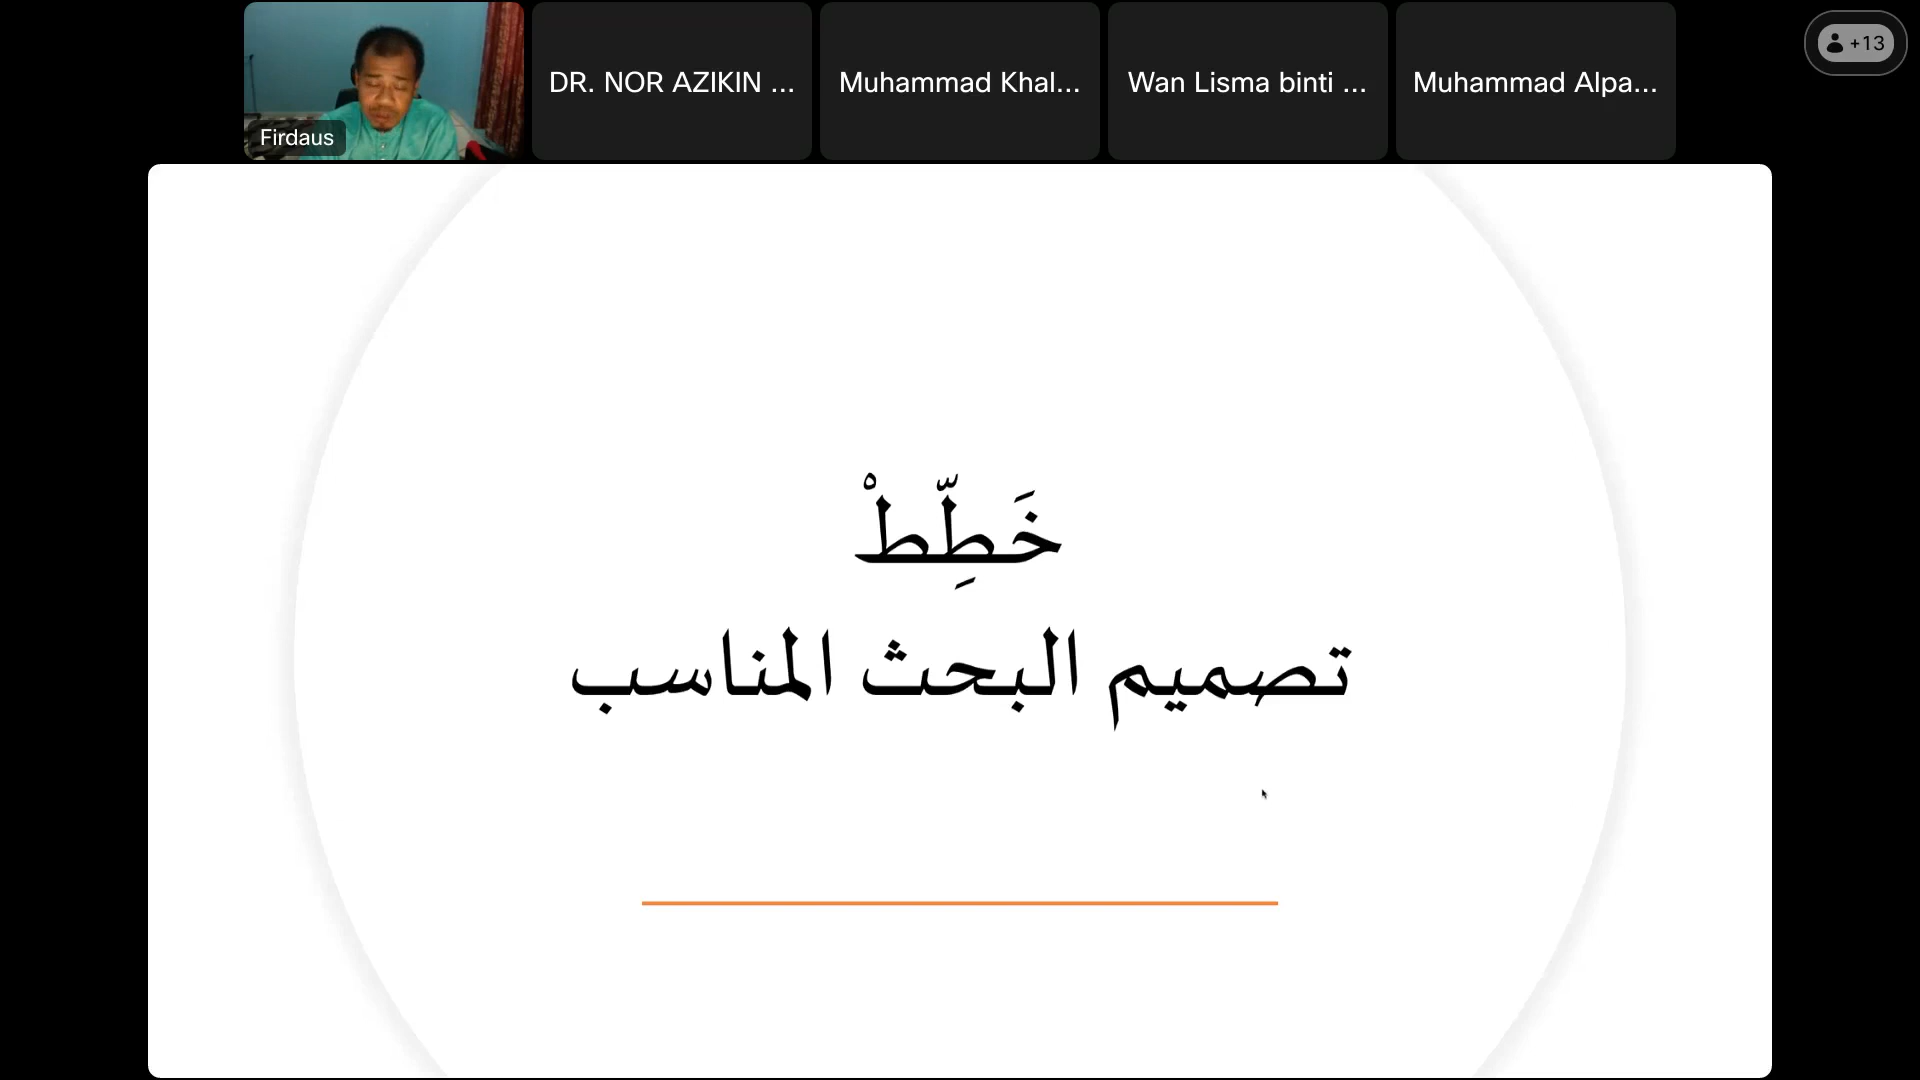 Firdaus
DR. NOR AZIKIN ...
Muhammad Khal...
Wan Lisma binti ...
Muhammad Alpa...
+13
خَطِّطْ
تصميم البحث المناسب